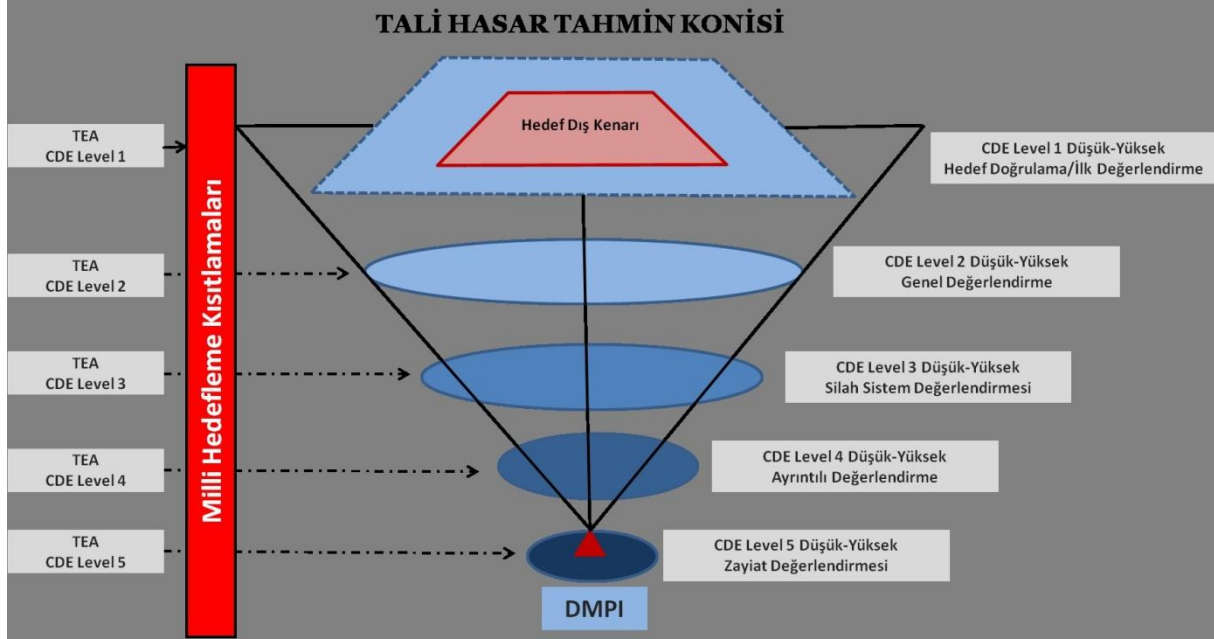 TALİ HASAR TAHMİN KONİSİ
Milli Hedefleme Kısıtlamaları
Hedef Dış Kenarı
TEA
CDE Level 1
CDE Level 1 Düşük-Yüksek
Hedef Doğrulama/İlk Değerlendirme
TEA
CDE Level 2
CDE Level 2 Düşük-Yüksek
Genel Değerlendirme
TEA
CDE Level 3
CDE Level 3 Düşük-Yüksek
Silah Sistem Değerlendirmesi
TEA
CDE Level 4
CDE Level 4 Düşük-Yüksek
Ayrıntılı Değerlendirme
TEA
CDE Level 5
CDE Level 5 Düşük-Yüksek
Zayiat Değerlendirmesi
DMPI